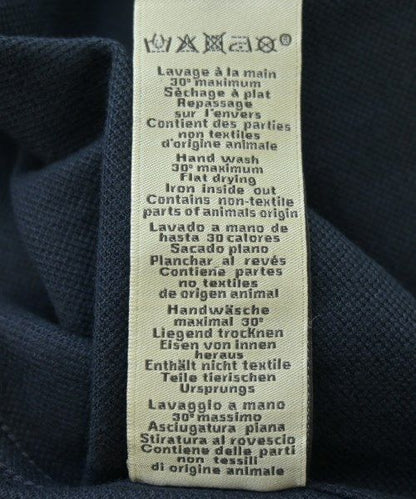 Lavage à la main
30° maximum
Séchage à plat
Repassage
sur l'envers
Contient des parties
non textiles
d'origine animale
Hand wash
30° maximum
Flat drying
Iron inside out
Contains non-textile
parts of animals origin
Lavado a mano de
hasta 30 calores
Sacado plano
Planchar al revés
Contiene partes
no textiles
de origen animal
Handwäsche
maximal 30°
Liegend trocknen
Eisen von innen
heraus
Enthält nicht textile
Teile tierischen
Ursprungs
Lavaggio a mano
30° massimo
Asciugatura piana
Stiratura al rovescio
Contiene delle parti
non tessili
di origine animale